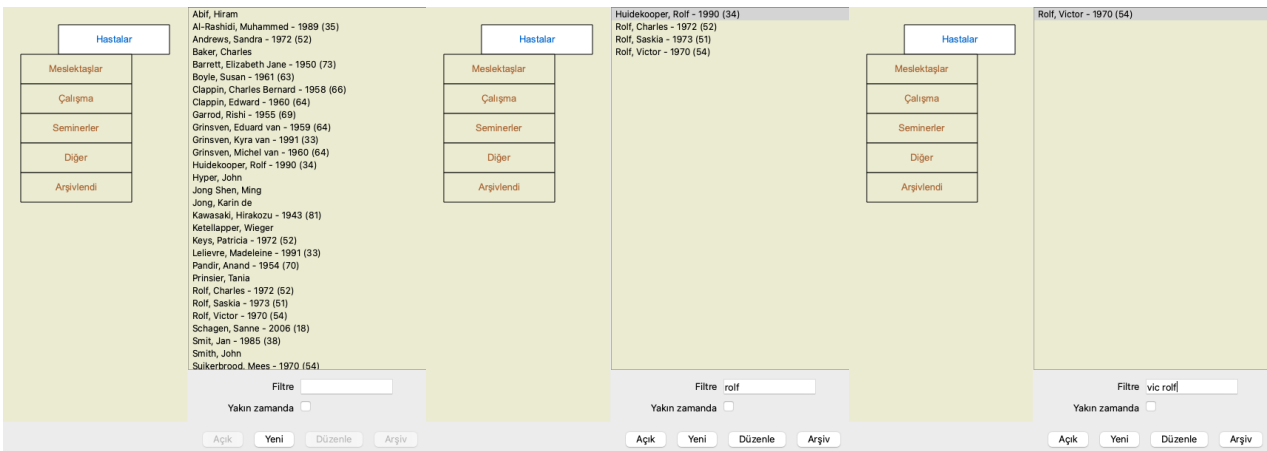 Hastalar
Meslektaşlar
Çalışma
Seminerler
Diğer
Arşivlendi
Abif, Hiram
Al-Rashidi, Muhammed - 1989 (35)
Andrews, Sandra - 1972 (52)
Baker, Charles
Barrett, Elizabeth Jane - 1950 (73)
Boyle, Susan - 1961 (63)
Clappin, Charles Bernard - 1958 (66)
Clappin, Edward - 1960 (64)
Garrod, Rishi - 1955 (69)
Grinsven, Eduard van - 1959 (64)
Grinsven, Kyra van - 1991 (33)
Grinsven, Michel van - 1960 (64)
Huidekooper, Rolf - 1990 (34)
Hyper, John
Jong Shen, Ming
Jong, Karin de
Kawasaki, Hirakozu - 1943 (81)
Ketellapper, Wieger
Keys, Patricia - 1972 (52)
Lelievre, Madeleine - 1991 (33)
Pandir, Anand - 1954 (70)
Prinsier, Tania
Rolf, Charles - 1972 (52)
Rolf, Saskia - 1973 (51)
Rolf, Victor - 1970 (54)
Schagen, Sanne - 2006 (18)
Smit, Jan - 1985 (38)
Smith, John
Suikerbrood, Mees - 1970 (54)
Filtre
Yakın zamanda
Açık Yeni Düzenle Arşiv
Hastalar
Meslektaşlar
Çalışma
Seminerler
Diğer
Arşivlendi
Huidekooper, Rolf - 1990 (34)
Rolf, Charles - 1972 (52)
Rolf, Saskia - 1973 (51)
Rolf, Victor - 1970 (54)
Filtre rolf
Yakın zamanda
Açık Yeni Düzenle Arşiv
Hastalar
Meslektaşlar
Çalışma
Seminerler
Diğer
Arşivlendi
Rolf, Victor - 1970 (54)
Filtre vic rolf
Yakın zamanda
Açık Yeni Düzenle Arşiv